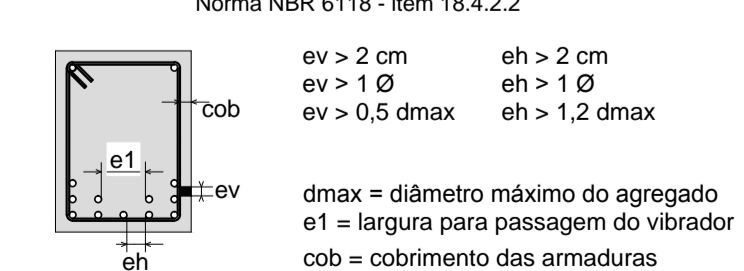 Norma NBR 6118 - item 18.4.2.2
ev > 2 cm eh > 2 cm
ev > 1 Ø eh > 1 Ø
ev > 0,5 dmax eh > 1,2 dmax
cob
e1
ev
dmax = diâmetro máximo do agregado
e1 = largura para passagem do vibrador
cob = cobrimento das armaduras
eh